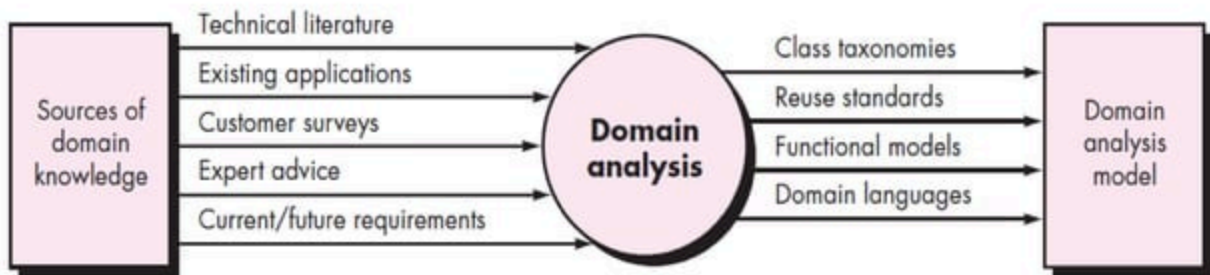 Sources of
domain
knowledge
Technical literature
Existing applications
Customer surveys
Expert advice
Current/future requirements
Domain
analysis
Class taxonomies
Reuse standards
Functional models
Domain languages
Domain
analysis
model